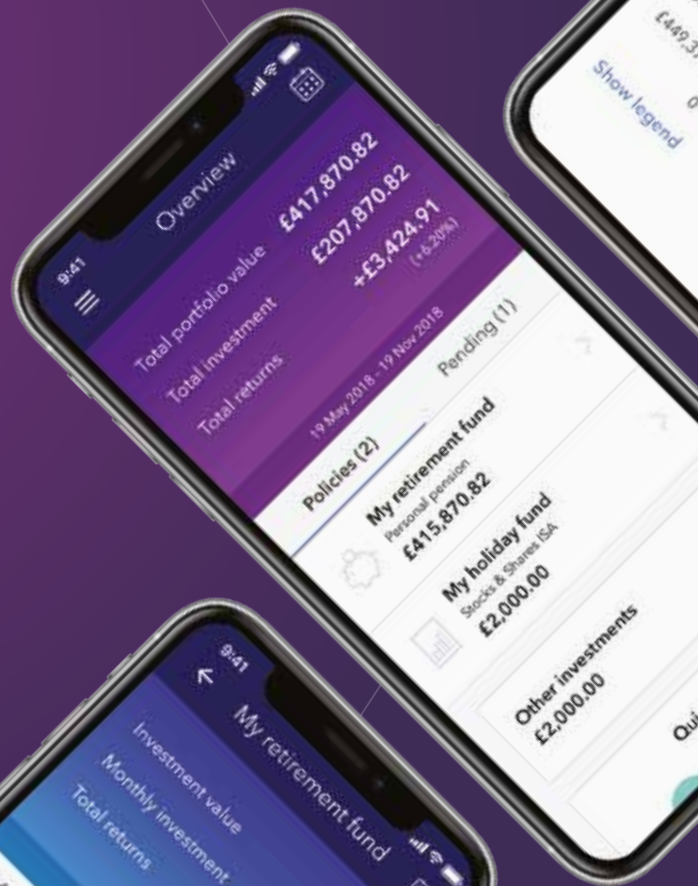 9:41
Overview
Total portfolio value £417,870.82
Total investment £207,870.82
Total returns +£3,424.91
(+6.20%)
19 May 2018 - 19 Nov 2018
Policies (2) Pending (1)
My retirement fund
Personal pension
£415,870.82
My holiday fund
Stocks & Shares ISA
£2,000.00
Other investments
£2,000.00
Show legend
9:41
My retirement fund
Investment value
Monthly investment
Total returns